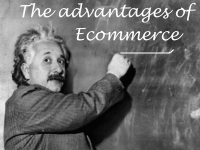 The advantages of
Ecommerce